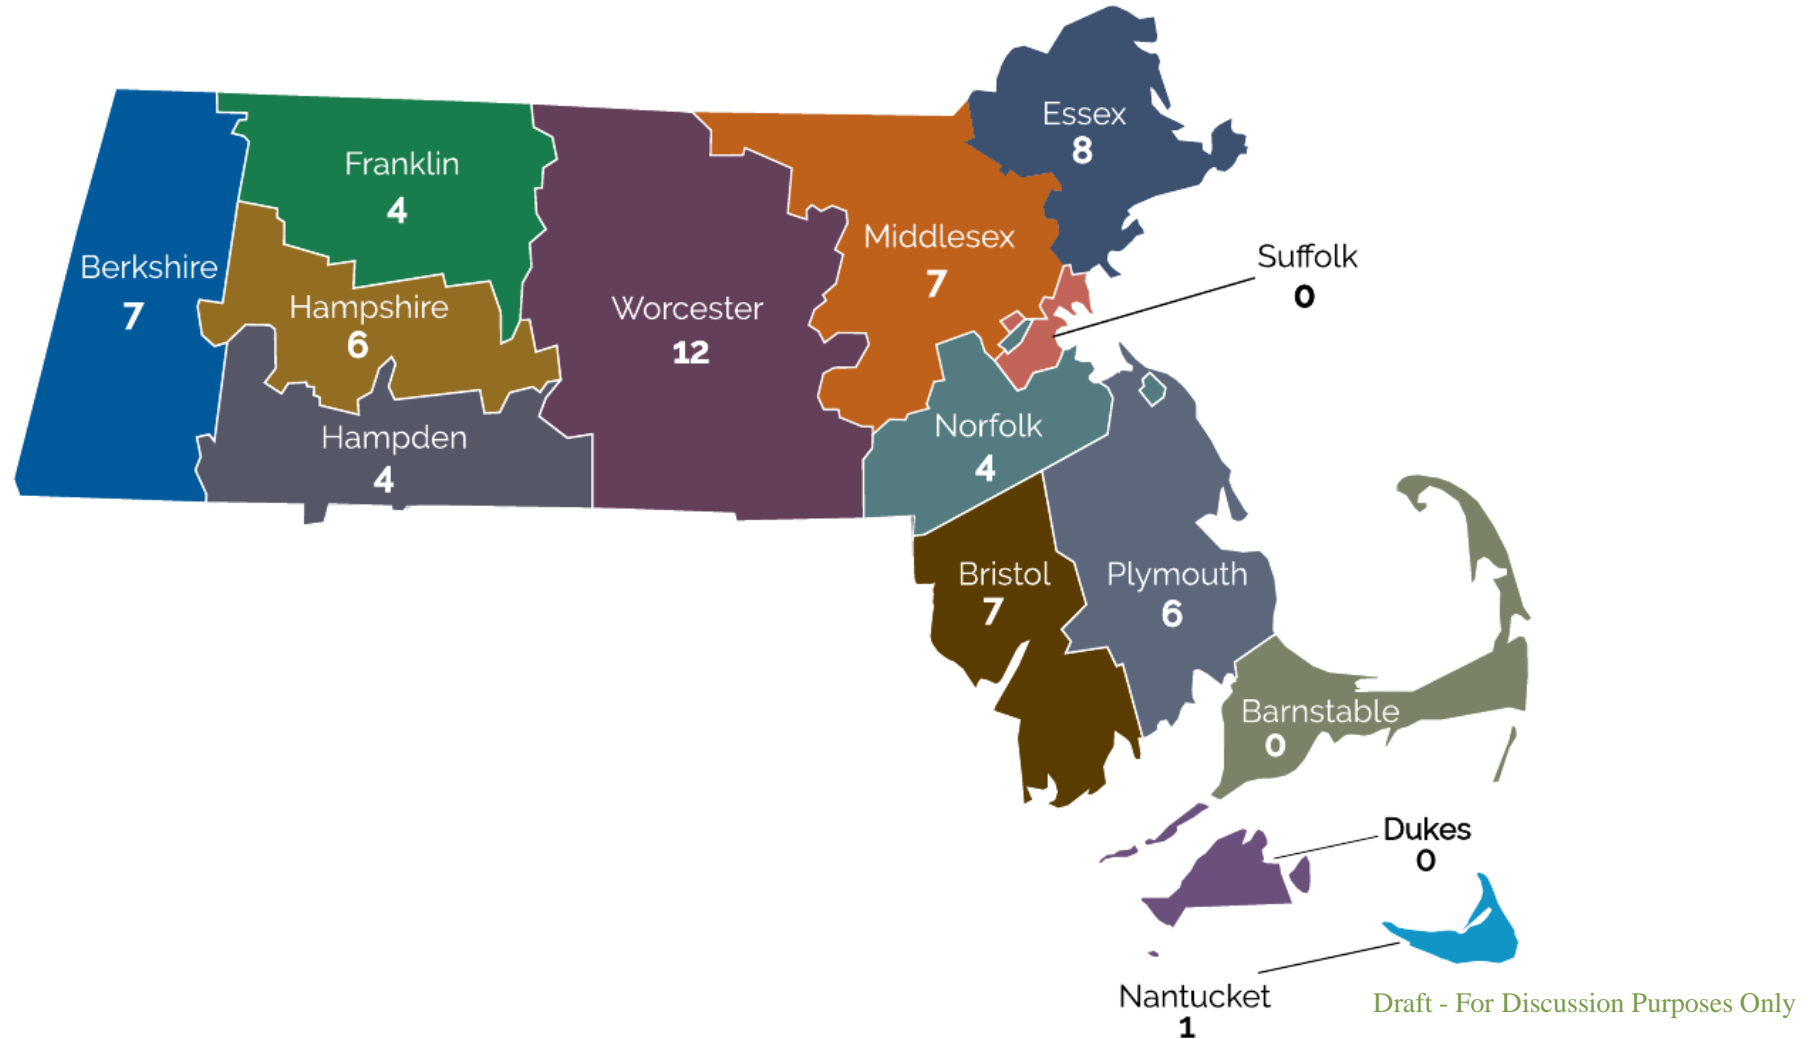 Essex
8
Franklin
4
Middlesex
7
Suffolk
0
Berkshire
7
Hampshire
6
Worcester
12
Norfolk
4
Hampden
4
Bristol
7
Plymouth
6
Barnstable
0
Dukes
0
Nantucket
1
Draft - For Discussion Purposes Only